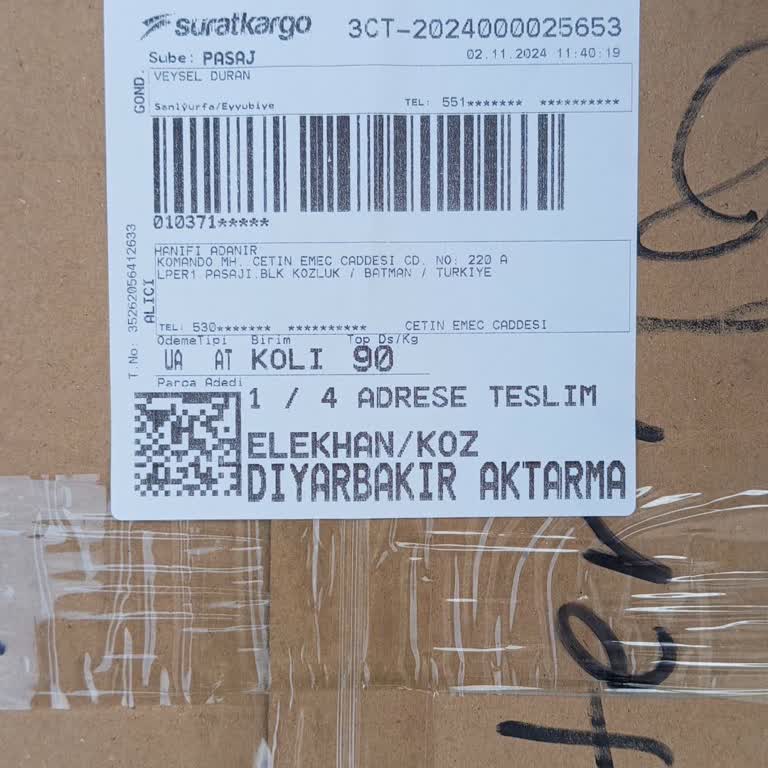 suratkargo 3CT-2024000025653
Sube: PASAJ 02.11.2024 11:40:19
GOND.
VEYSEL DURAN
Sanlıurfa/Eyyubiye TEL: 551******* **********
010371*****
T. No: 35262056412633
ALICI
HANIFI ADANIR
KOMANDO MH. CETIN EMEC CADDESI CD. NO: 220 A
LPER1 PASAJI.BLK KOZLUK / BATMAN / TURKIYE
TEL: 530******* ********** CETIN EMEC CADDESI
OdemeTipi Birim Top Ds/Kg
UA AT KOLI 90
Parca Adedi
1 / 4 ADRESE TESLIM
ELEKHAN/KOZ
DIYARBAKIR AKTARMA